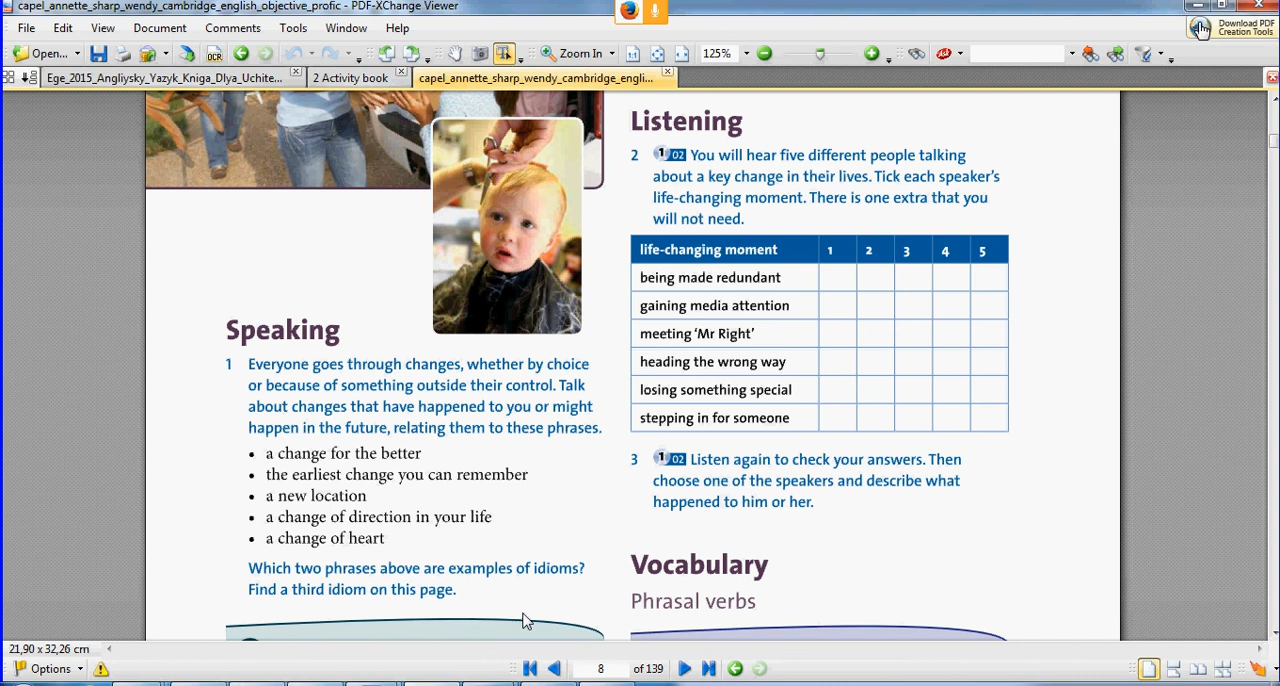 capel_annette_sharp_wendy_cambridge_english_objective_profic - PDF-XChange Viewer
File Edit View Document Comments Tools Window Help
Download PDF
Creation Tools
Open... OCR Zoom In 125%
Ege_2015_Angliysky_Yazyk_Kniga_Dlya_Uchite... 2 Activity book capel_annette_sharp_wendy_cambridge_engli...
Speaking
1 Everyone goes through changes, whether by choice
or because of something outside their control. Talk
about changes that have happened to you or might
happen in the future, relating them to these phrases.
• a change for the better
• the earliest change you can remember
• a new location
• a change of direction in your life
• a change of heart
Which two phrases above are examples of idioms?
Find a third idiom on this page.
Listening
2 1 02 You will hear five different people talking
about a key change in their lives. Tick each speaker's
life-changing moment. There is one extra that you
will not need.
life-changing moment 1 2 3 4 5
being made redundant
gaining media attention
meeting ‘Mr Right’
heading the wrong way
losing something special
stepping in for someone
3 1 02 Listen again to check your answers. Then
choose one of the speakers and describe what
happened to him or her.
Vocabulary
Phrasal verbs
21,90 x 32,26 cm
Options 8 of 139